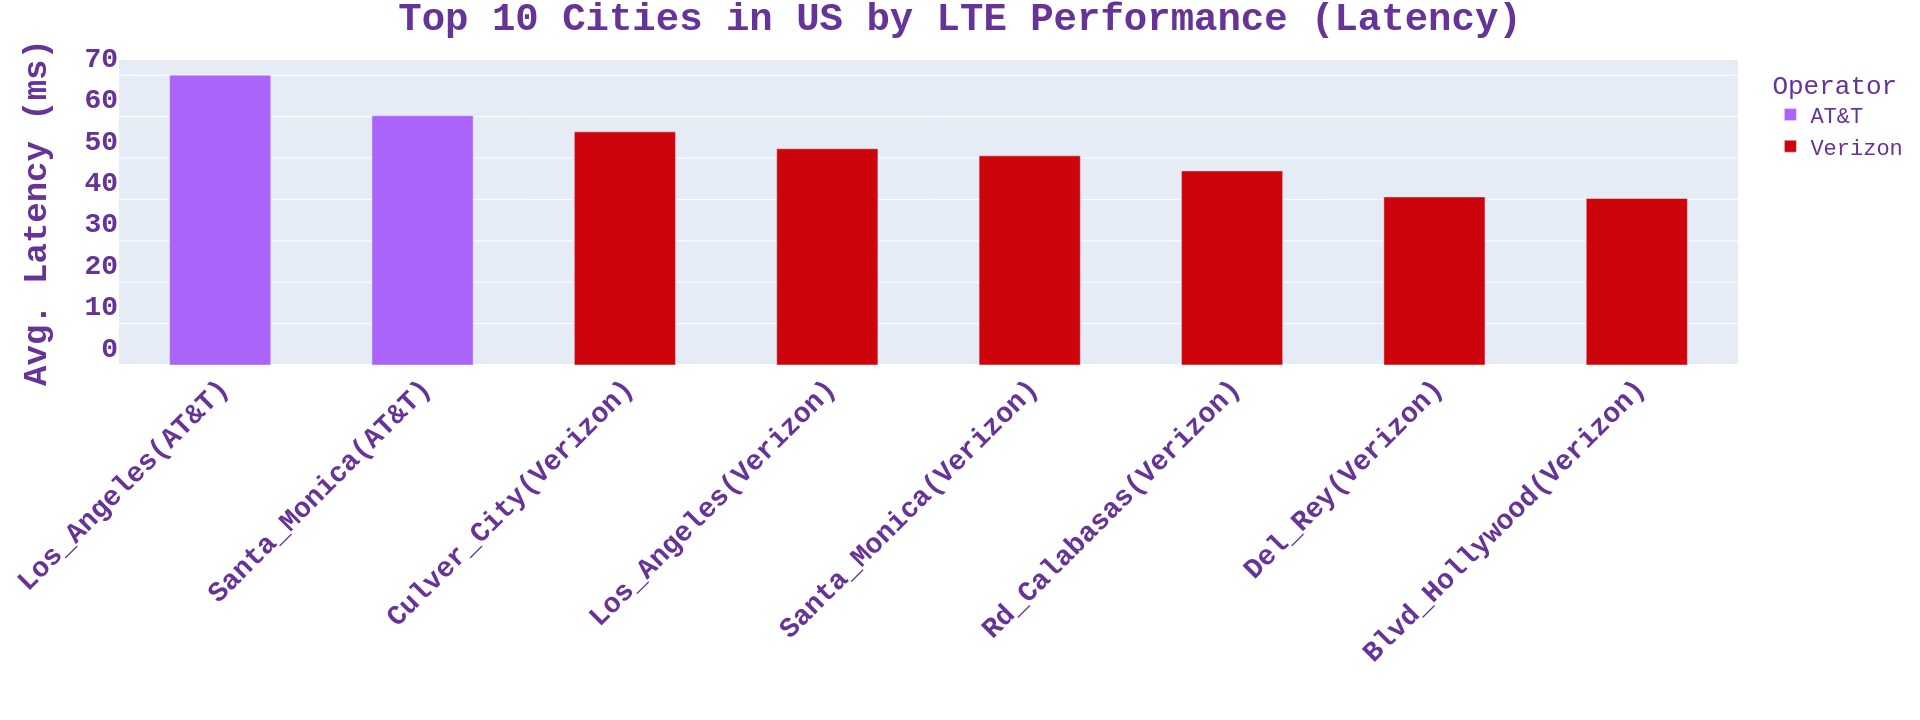 Top 10 Cities in US by LTE Performance (Latency)
Avg. Latency (ms)
70
60
50
40
30
20
10
0
Operator
AT&T
Verizon
Los_Angeles(AT&T)
Santa_Monica(AT&T)
Culver_City(Verizon)
Los_Angeles(Verizon)
Santa_Monica(Verizon)
Rd_Calabasas(Verizon)
Del_Rey(Verizon)
Blvd_Hollywood(Verizon)